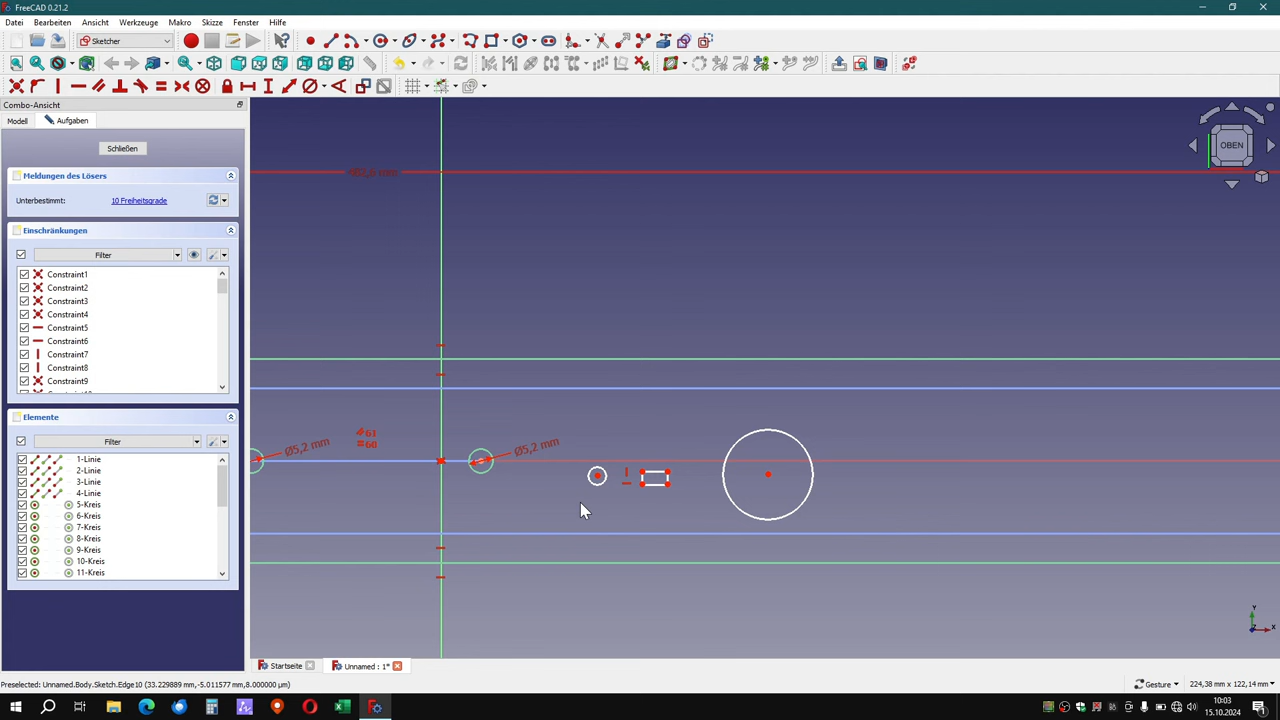 FreeCAD 0.21.2
Datei Bearbeiten Ansicht Werkzeuge Makro Skizze Fenster Hilfe
Sketcher
Combo-Ansicht
Modell Aufgaben
Schließen
Meldungen des Lösers
Unterbestimmt: 10 Freiheitsgrade
Einschränkungen
Filter
Constraint1
Constraint2
Constraint3
Constraint4
Constraint5
Constraint6
Constraint7
Constraint8
Constraint9
Elemente
Filter
1-Linie
2-Linie
3-Linie
4-Linie
5-Kreis
6-Kreis
7-Kreis
8-Kreis
9-Kreis
10-Kreis
11-Kreis
OBEN
61
60
Ø5,2 mm
Ø5,2 mm
Y
X
Z
Startseite
Unnamed : 1*
Preselected: Unnamed.Body.Sketch.Edge10 (33.229889 mm,-5.011577 mm,8.000000 µm)
Gesture
224,38 mm × 122,14 mm
10:03
15.10.2024